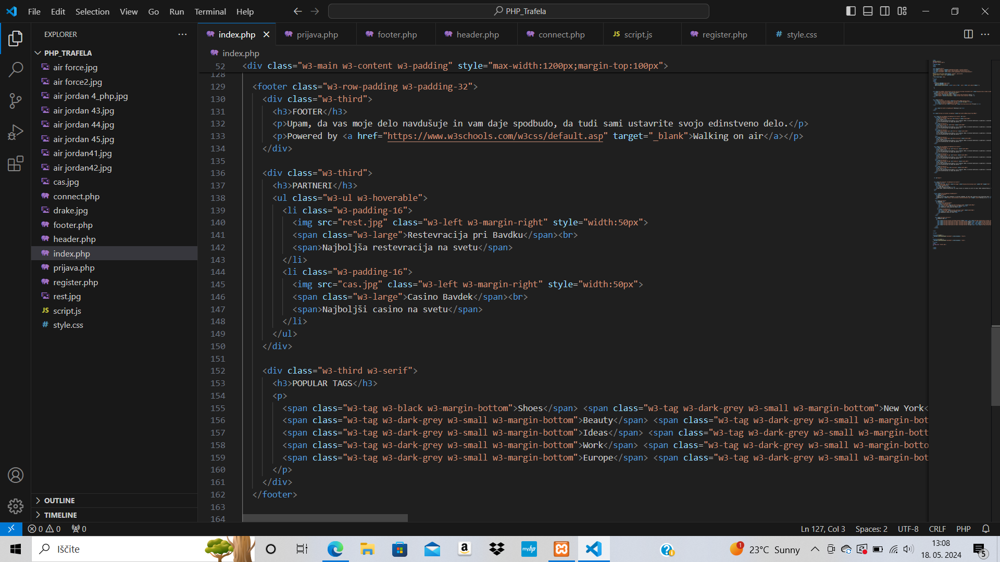 File Edit Selection View Go Run Terminal Help
PHP_Trafela
EXPLORER
PHP_TRAFELA
air force.jpg
air force2.jpg
air jordan 4_php.jpg
air jordan 43.jpg
air jordan 44.jpg
air jordan 45.jpg
air jordan41.jpg
air jordan42.jpg
cas.jpg
connect.php
drake.jpg
footer.php
header.php
index.php
prijava.php
register.php
rest.jpg
JS script.js
# style.css
OUTLINE
TIMELINE
index.php prijava.php footer.php header.php connect.php JS script.js register.php # style.css
index.php
52 <div class="w3-main w3-content w3-padding" style="max-width:1200px;margin-top:100px">
128
129 <footer class="w3-row-padding w3-padding-32">
130 <div class="w3-third">
131 <h3>FOOTER</h3>
132 <p>Upam, da vas moje delo navdušuje in vam daje spodbudo, da tudi sami ustavrite svojo edinstveno delo.</p>
133 <p>Powered by <a href="https://www.w3schools.com/w3css/default.asp" target="_blank">Walking on air</a></p>
134 </div>
135
136 <div class="w3-third">
137 <h3>PARTNERI</h3>
138 <ul class="w3-ul w3-hoverable">
139 <li class="w3-padding-16">
140 <img src="rest.jpg" class="w3-left w3-margin-right" style="width:50px">
141 <span class="w3-large">Restevracija pri Bavdku</span><br>
142 <span>Najboljša restevracija na svetu</span>
143 </li>
144 <li class="w3-padding-16">
145 <img src="cas.jpg" class="w3-left w3-margin-right" style="width:50px">
146 <span class="w3-large">Casino Bavdek</span><br>
147 <span>Najboljši casino na svetu</span>
148 </li>
149 </ul>
150 </div>
151
152 <div class="w3-third w3-serif">
153 <h3>POPULAR TAGS</h3>
154 <p>
155 <span class="w3-tag w3-black w3-margin-bottom">Shoes</span> <span class="w3-tag w3-dark-grey w3-small w3-margin-bottom">New York<
156 <span class="w3-tag w3-dark-grey w3-small w3-margin-bottom">Beauty</span> <span class="w3-tag w3-dark-grey w3-small w3-margin-bot
157 <span class="w3-tag w3-dark-grey w3-small w3-margin-bottom">Ideas</span> <span class="w3-tag w3-dark-grey w3-small w3-margin-bott
158 <span class="w3-tag w3-dark-grey w3-small w3-margin-bottom">Work</span> <span class="w3-tag w3-dark-grey w3-small w3-margin-botto
159 <span class="w3-tag w3-dark-grey w3-small w3-margin-bottom">Europe</span> <span class="w3-tag w3-dark-grey w3-small w3-margin-bot
160 </p>
161 </div>
162 </footer>
163
164
0 0 0
Ln 127, Col 3 Spaces: 2 UTF-8 CRLF PHP
Iščite
a
myhp
1
23°C Sunny
13:08
18. 05. 2024
5